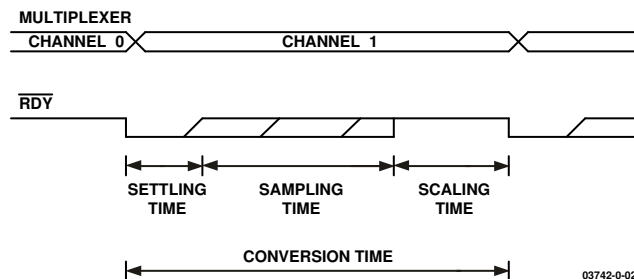 MULTIPLEXER
CHANNEL 0 CHANNEL 1
RDY
SETTLING TIME
SAMPLING TIME
SCALING TIME
CONVERSION TIME
03742-0-02